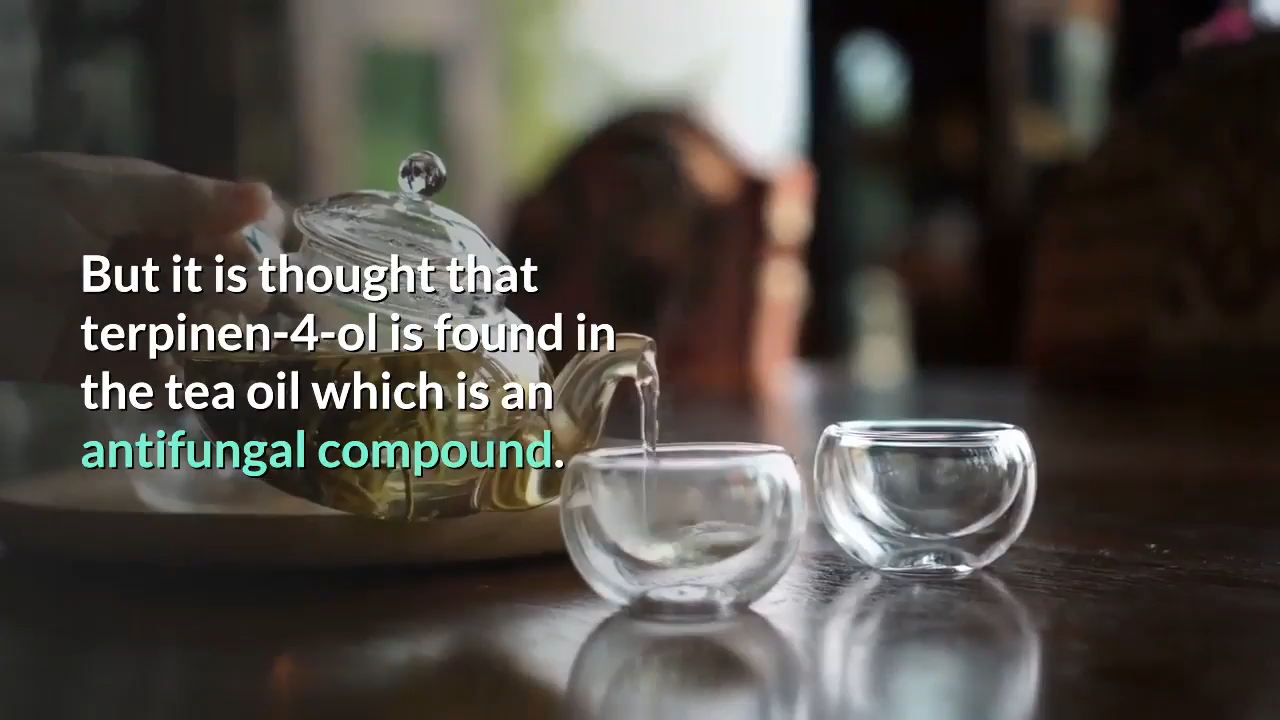 But it is thought that
terpinen-4-ol is found in
the tea oil which is an
antifungal compound.